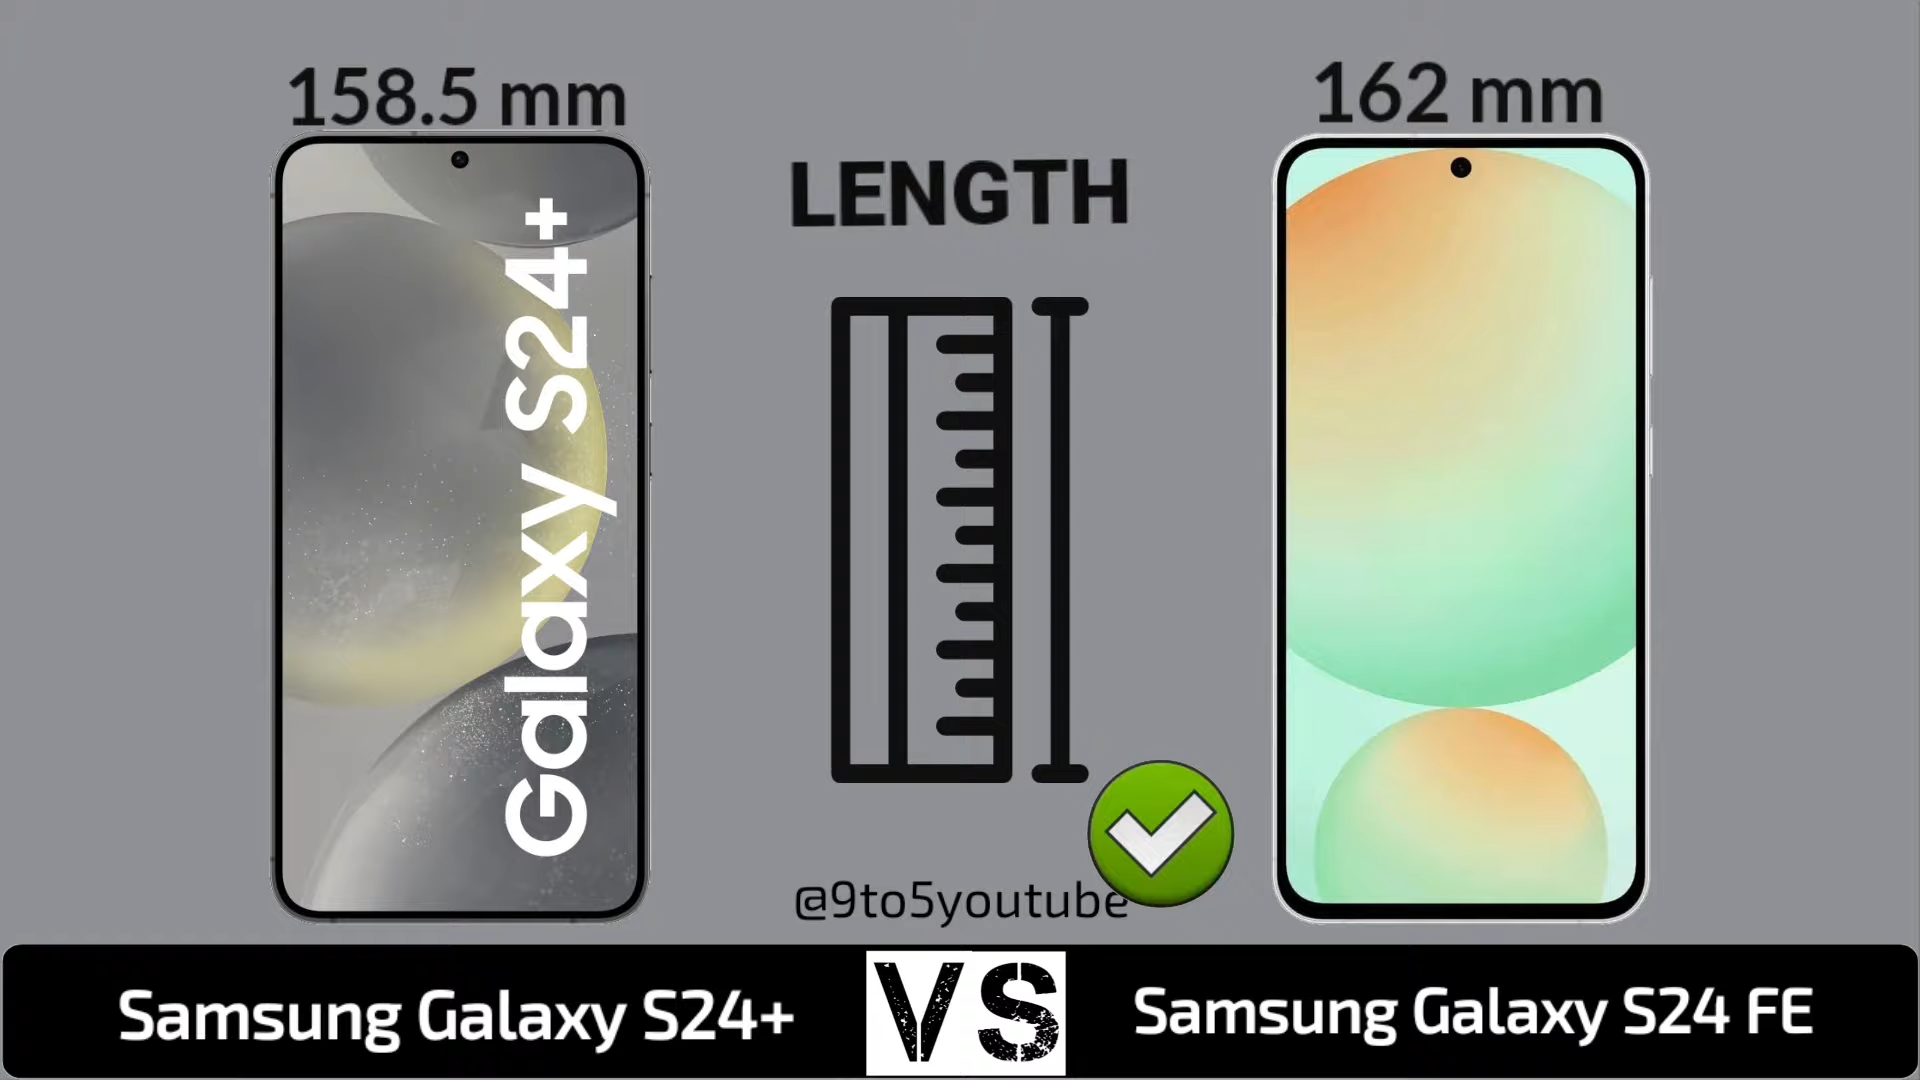 158.5 mm
162 mm
LENGTH
Galaxy S24+
@9to5youtube
Samsung Galaxy S24+
VS
Samsung Galaxy S24 FE